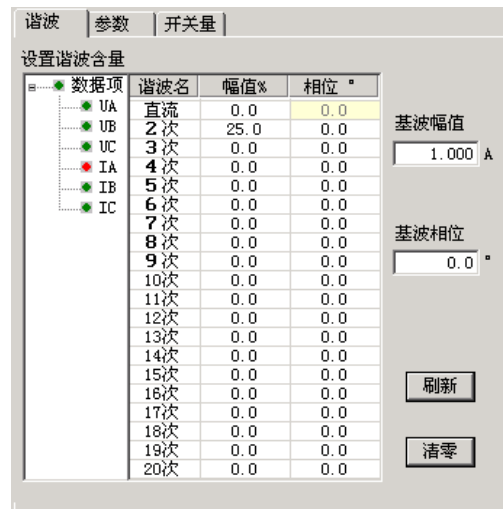 谐波 参数 开关量
设置谐波含量
数据项
UA
UB
UC
IA
IB
IC
谐波名 幅值% 相位 °
直流 0.0 0.0
2次 25.0 0.0
3次 0.0 0.0
4次 0.0 0.0
5次 0.0 0.0
6次 0.0 0.0
7次 0.0 0.0
8次 0.0 0.0
9次 0.0 0.0
10次 0.0 0.0
11次 0.0 0.0
12次 0.0 0.0
13次 0.0 0.0
14次 0.0 0.0
15次 0.0 0.0
16次 0.0 0.0
17次 0.0 0.0
18次 0.0 0.0
19次 0.0 0.0
20次 0.0 0.0
基波幅值
1.000 A
基波相位
0.0 °
刷新
清零